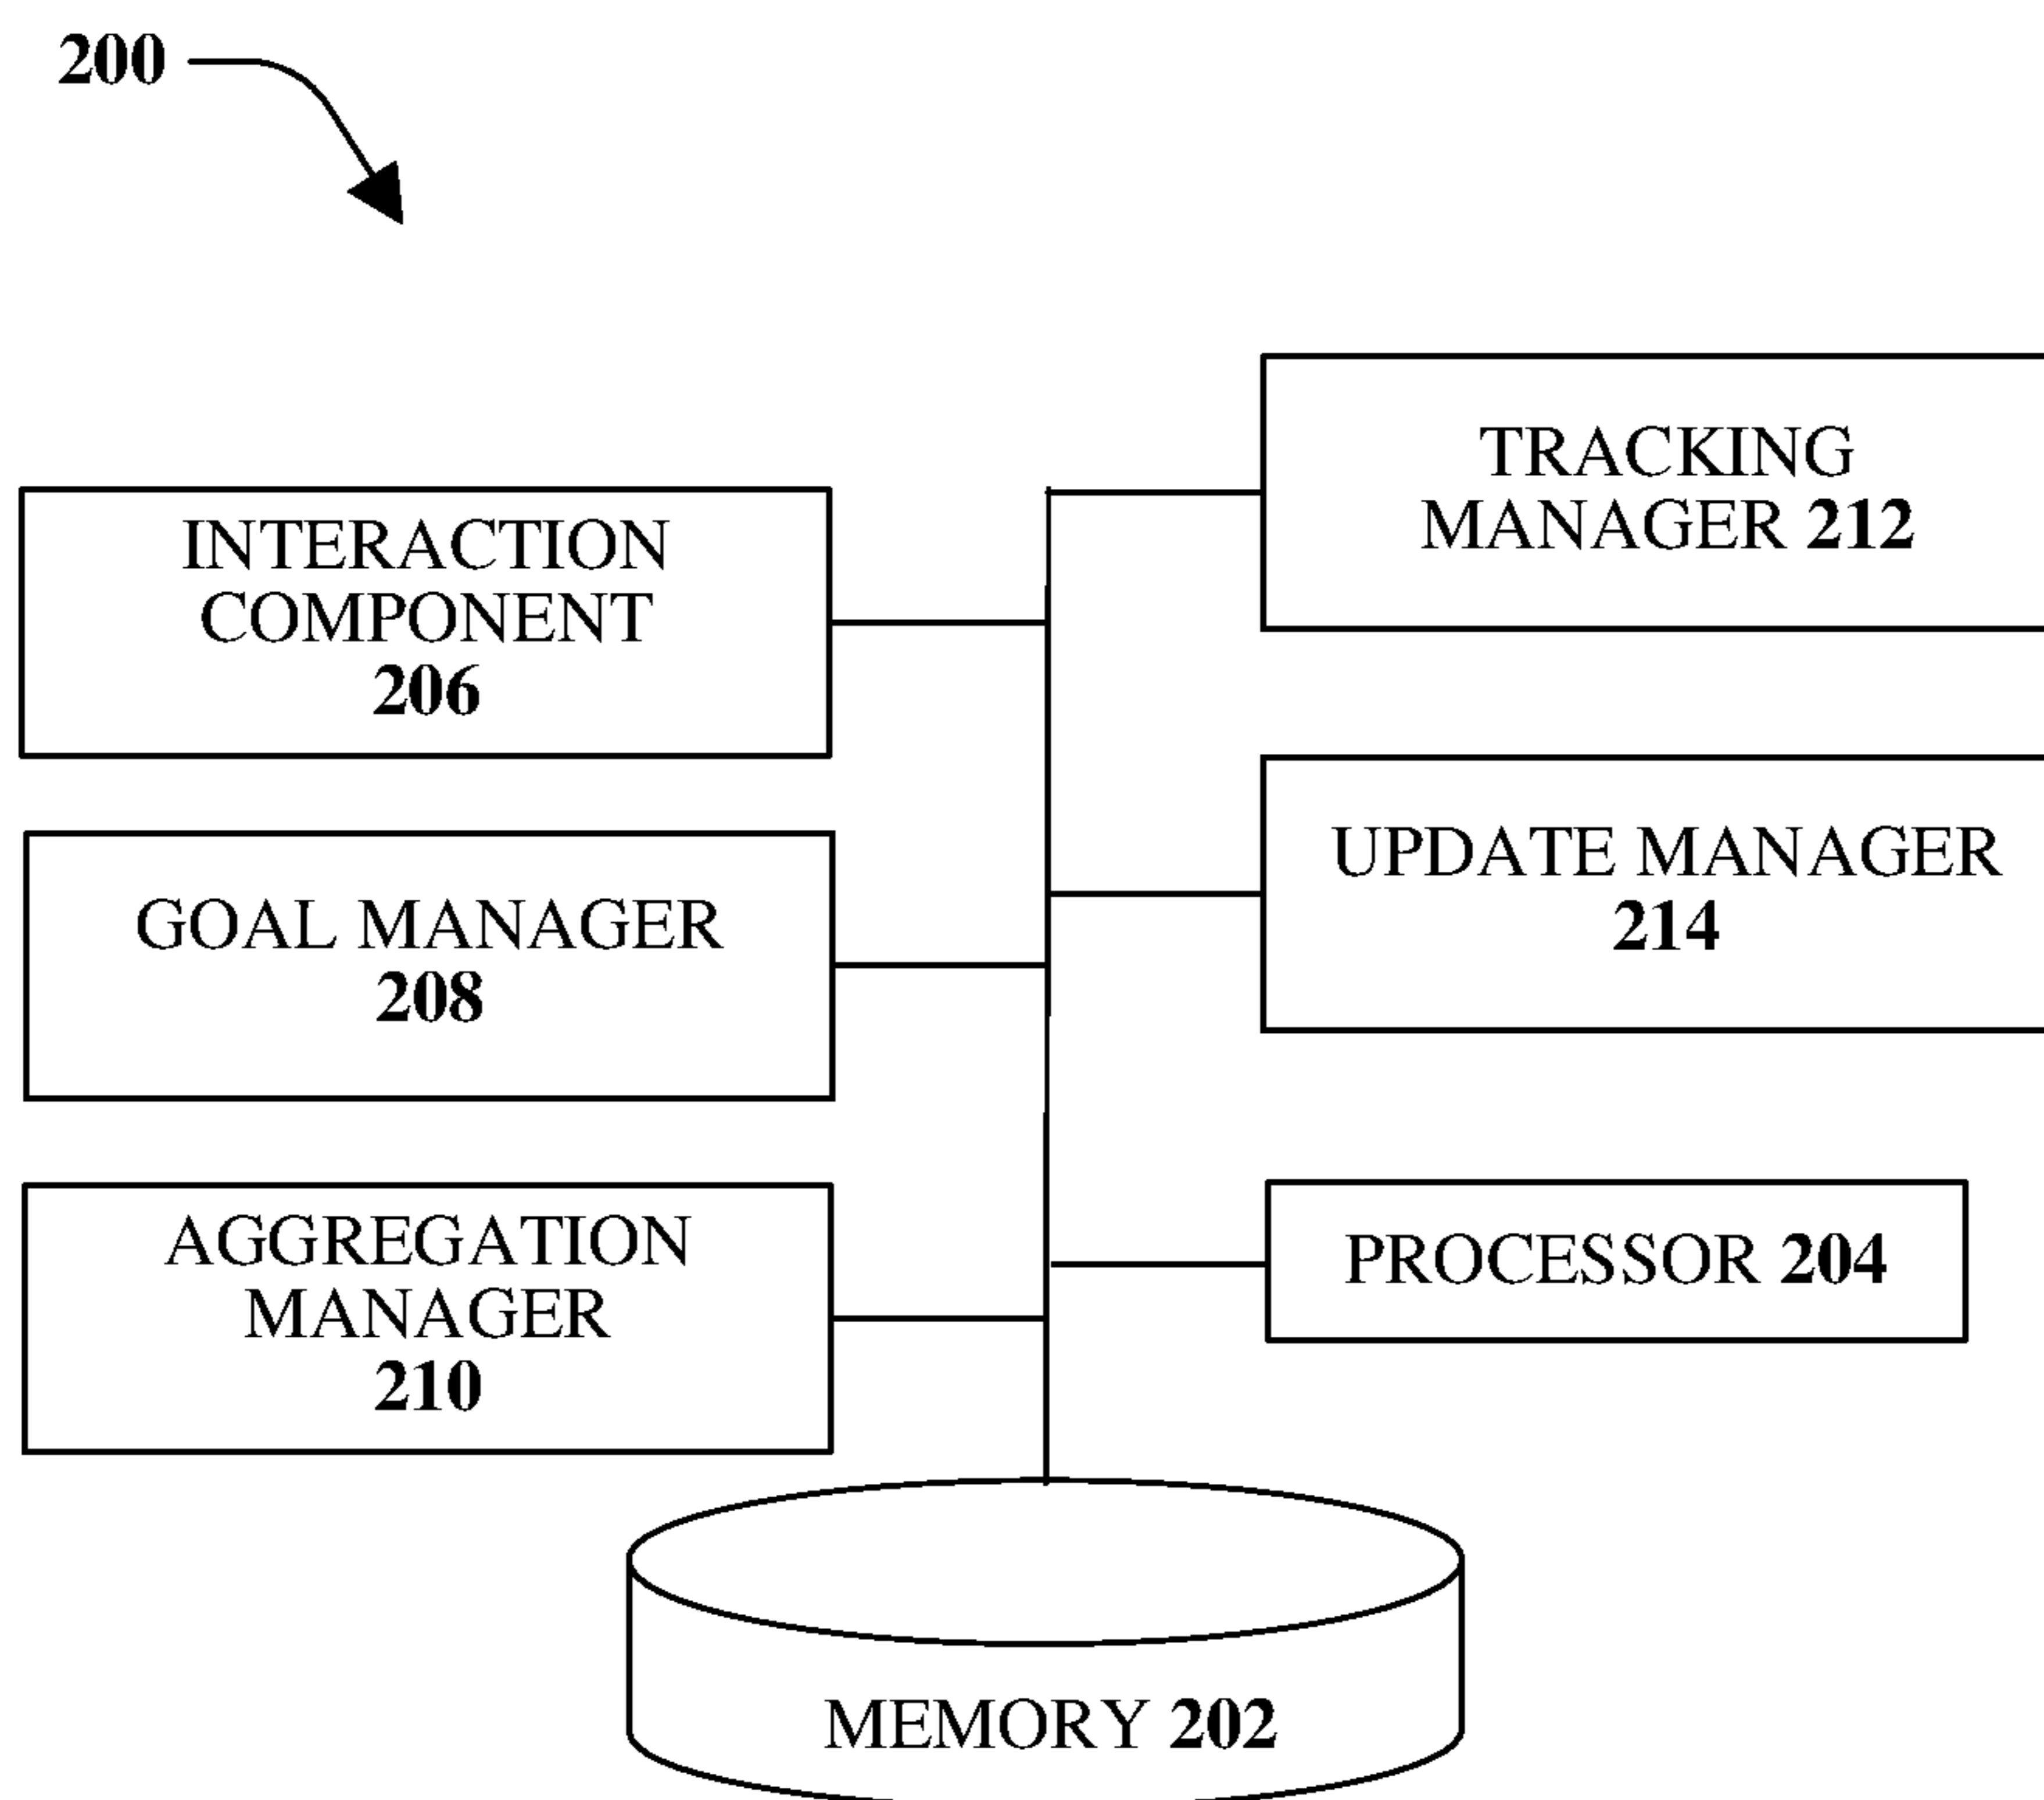 200
INTERACTION
COMPONENT
206
GOAL MANAGER
208
AGGREGATION
MANAGER
210
TRACKING
MANAGER 212
UPDATE MANAGER
214
PROCESSOR 204
MEMORY 202